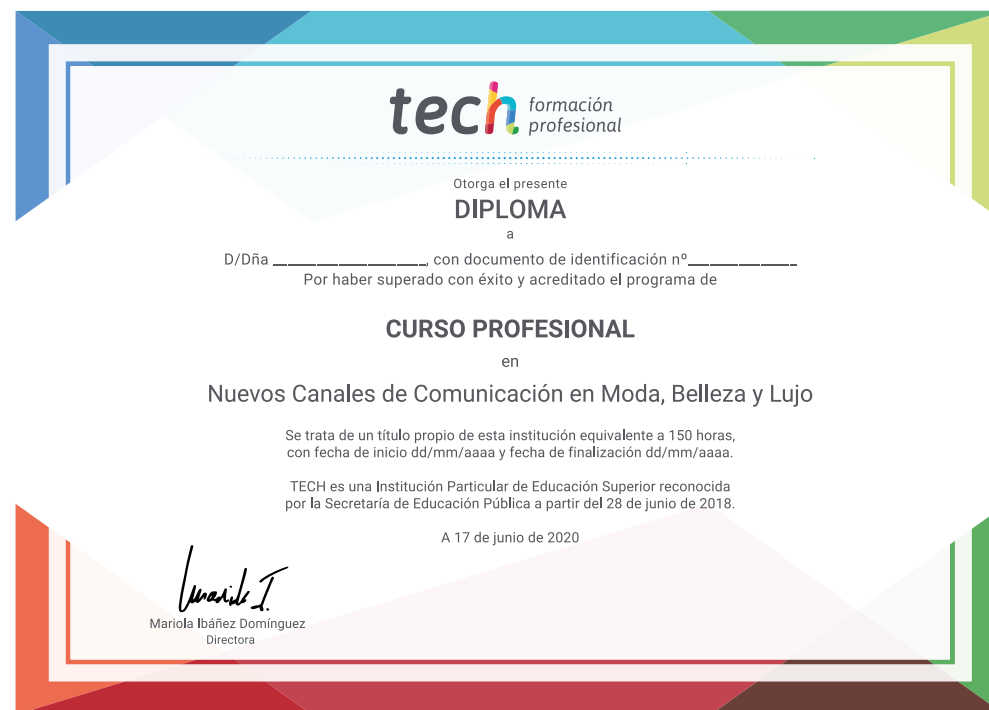 tech formación
profesional
Otorga el presente
DIPLOMA
a
D/Dña ____________________, con documento de identificación nº______________
Por haber superado con éxito y acreditado el programa de
CURSO PROFESIONAL
en
Nuevos Canales de Comunicación en Moda, Belleza y Lujo
Se trata de un título propio de esta institución equivalente a 150 horas,
con fecha de inicio dd/mm/aaaa y fecha de finalización dd/mm/aaaa.
TECH es una Institución Particular de Educación Superior reconocida
por la Secretaría de Educación Pública a partir del 28 de junio de 2018.
A 17 de junio de 2020
Mariola Ibáñez Domínguez
Directora